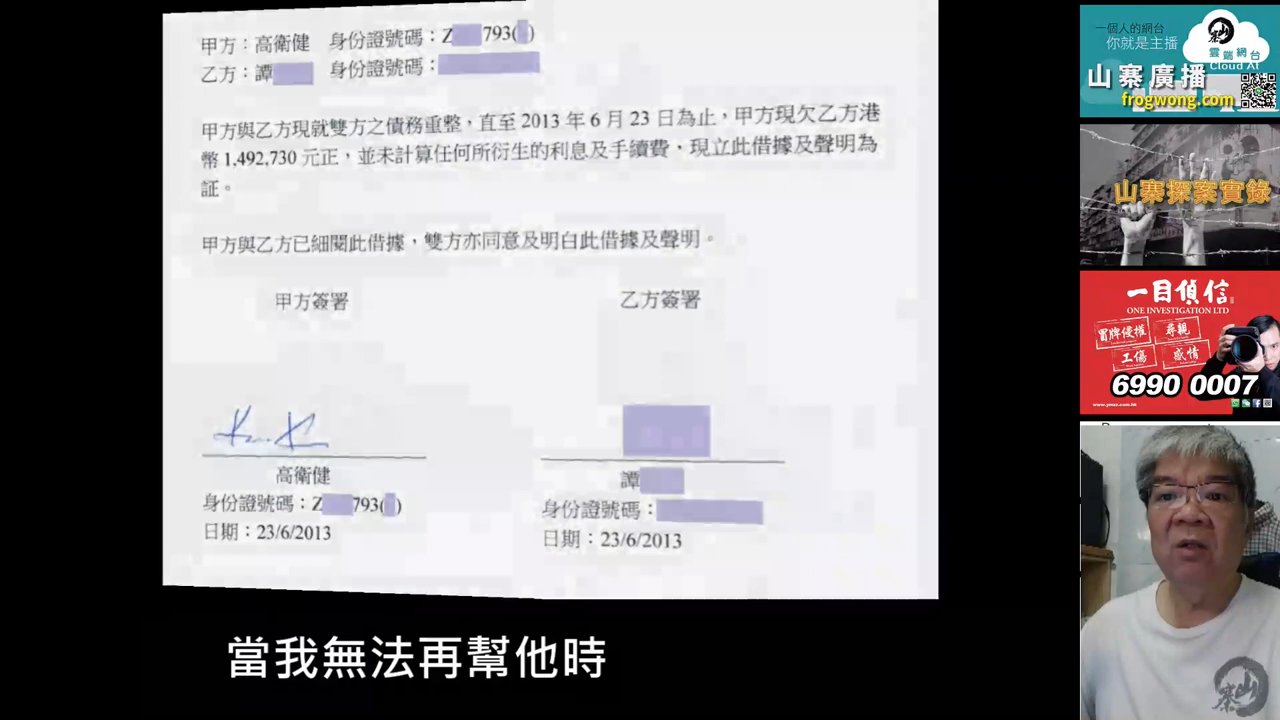 甲方：高衛健 身份證號碼：Z 793( )
乙方：譚 身份證號碼：
甲方與乙方現就雙方之債務重整，直至 2013 年 6 月 23 日為止，甲方現欠乙方港
幣 1,492,730 元正，並未計算任何所衍生的利息及手續費，現立此借據及聲明為
証。
甲方與乙方已細閱此借據，雙方亦同意及明白此借據及聲明。
甲方簽署 乙方簽署
高衛健 譚
身份證號碼：Z 793( ) 身份證號碼：
日期：23/6/2013 日期：23/6/2013
當我無法再幫他時
一個人的網台
你就是主播
雲端網台
Cloud AI
山寨廣播
frogwong.com
山寨探案實錄
一目偵信
ONE INVESTIGATION LTD
冒牌侵權 尋親
工傷 感情
6990 0007
山寨